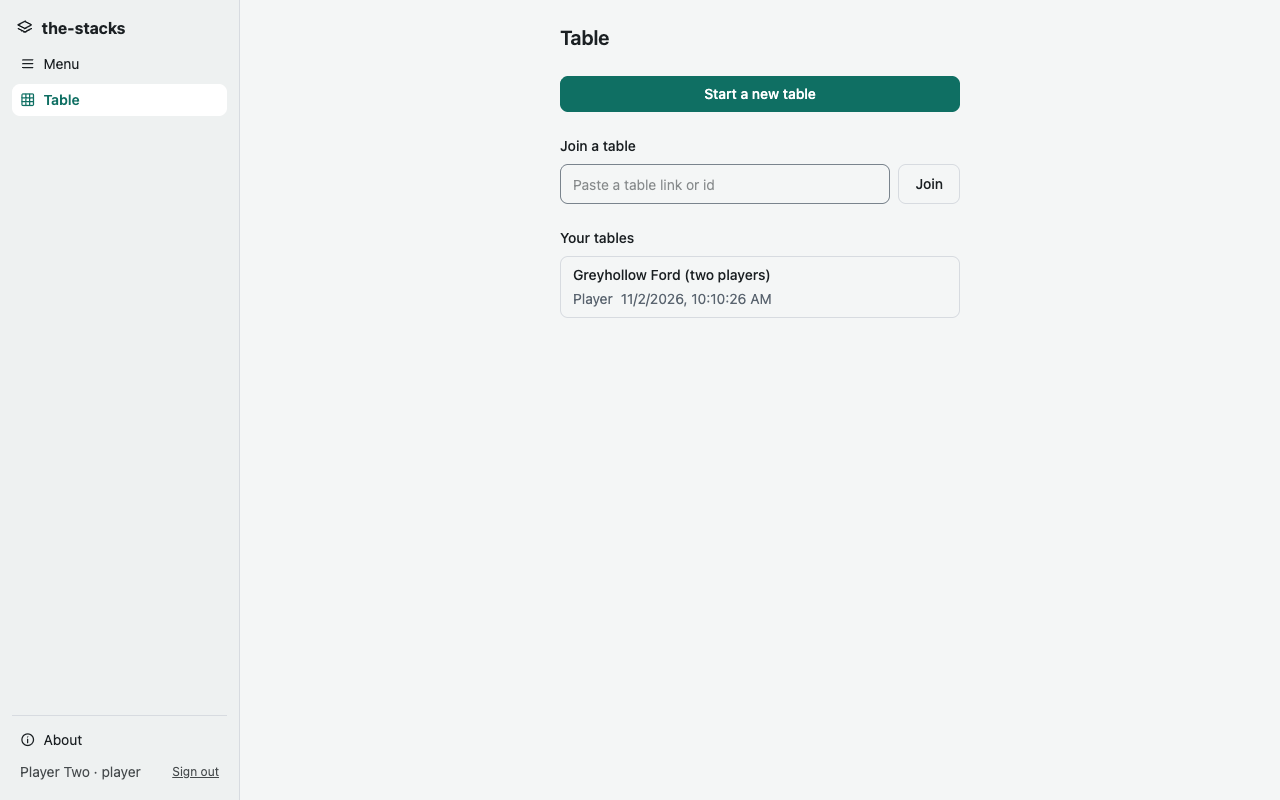 the-stacks
Menu
Table
About
Player Two · player
Sign out
Table
Start a new table
Join a table
Paste a table link or id
Join
Your tables
Greyhollow Ford (two players)
Player 11/2/2026, 10:10:26 AM